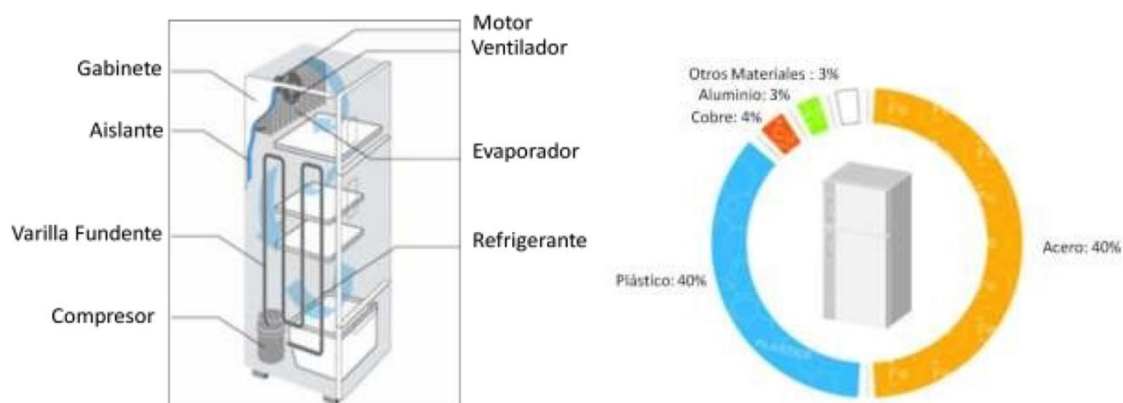 Motor
Ventilador
Gabinete
Aislante
Evaporador
Varilla Fundente
Refrigerante
Compresor
Otros Materiales : 3%
Aluminio: 3%
Cobre: 4%
Acero: 40%
Plástico: 40%
PLÁSTICO